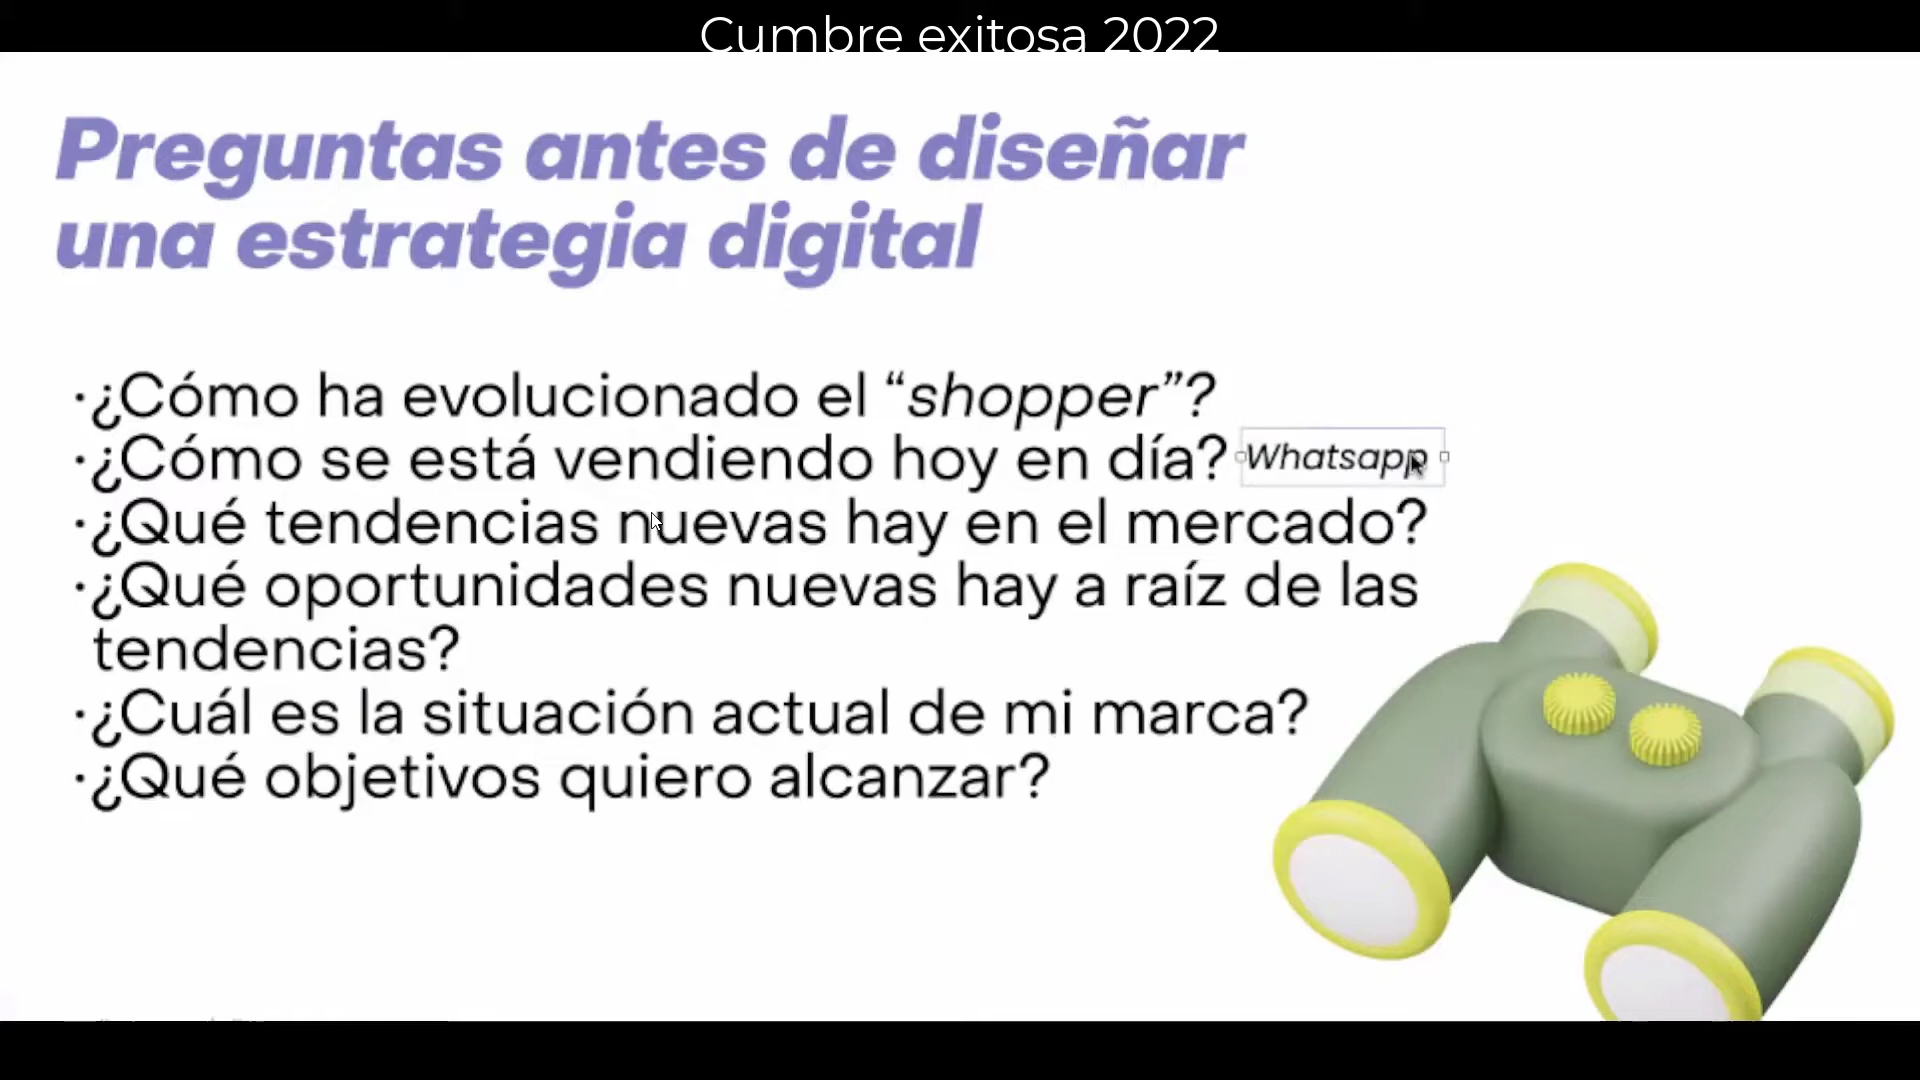 Cumbre exitosa 2022
Preguntas antes de diseñar
una estrategia digital
·¿Cómo ha evolucionado el “shopper”?
·¿Cómo se está vendiendo hoy en día? Whatsapp
·¿Qué tendencias nuevas hay en el mercado?
·¿Qué oportunidades nuevas hay a raíz de las
tendencias?
·¿Cuál es la situación actual de mi marca?
·¿Qué objetivos quiero alcanzar?